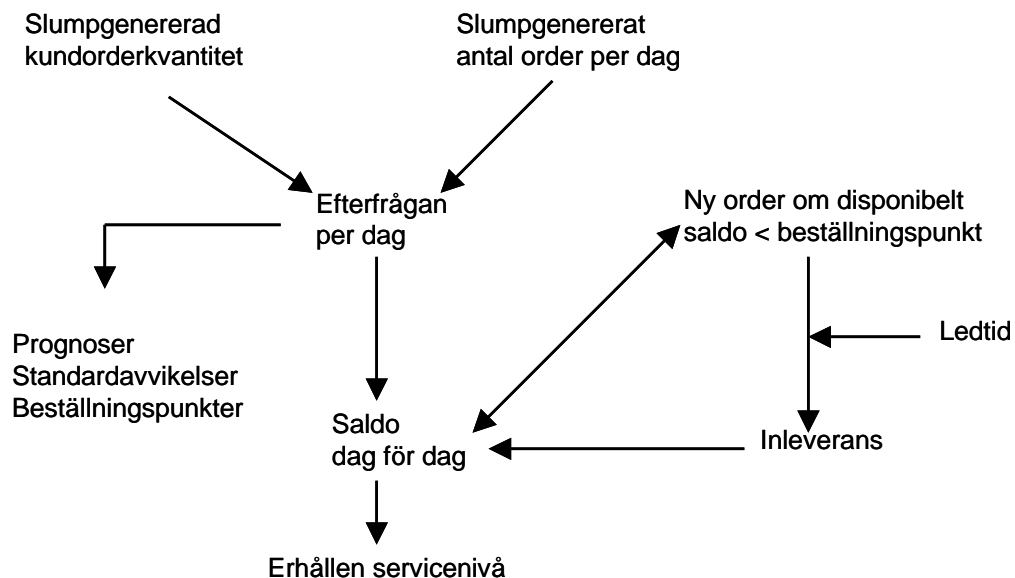 Slumpgenererad
kundorderkvantitet
Slumpgenererat
antal order per dag
Efterfrågan
per dag
Ny order om disponibelt
saldo < beställningspunkt
Ledtid
Prognoser
Standardavvikelser
Beställningspunkter
Saldo
dag för dag
Inleverans
Erhållen servicenivå